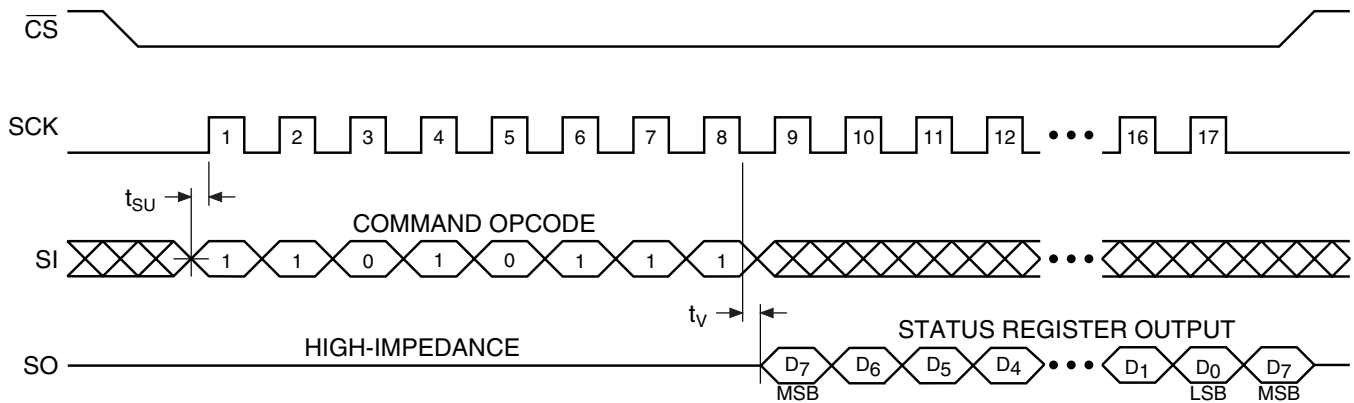 CS
SCK 1 2 3 4 5 6 7 8 9 10 11 12 ••• 16 17
tSU
COMMAND OPCODE
SI 1 1 0 1 0 1 1 1 •••
tV
STATUS REGISTER OUTPUT
HIGH-IMPEDANCE
SO D7 D6 D5 D4 ••• D1 D0 D7
MSB LSB MSB